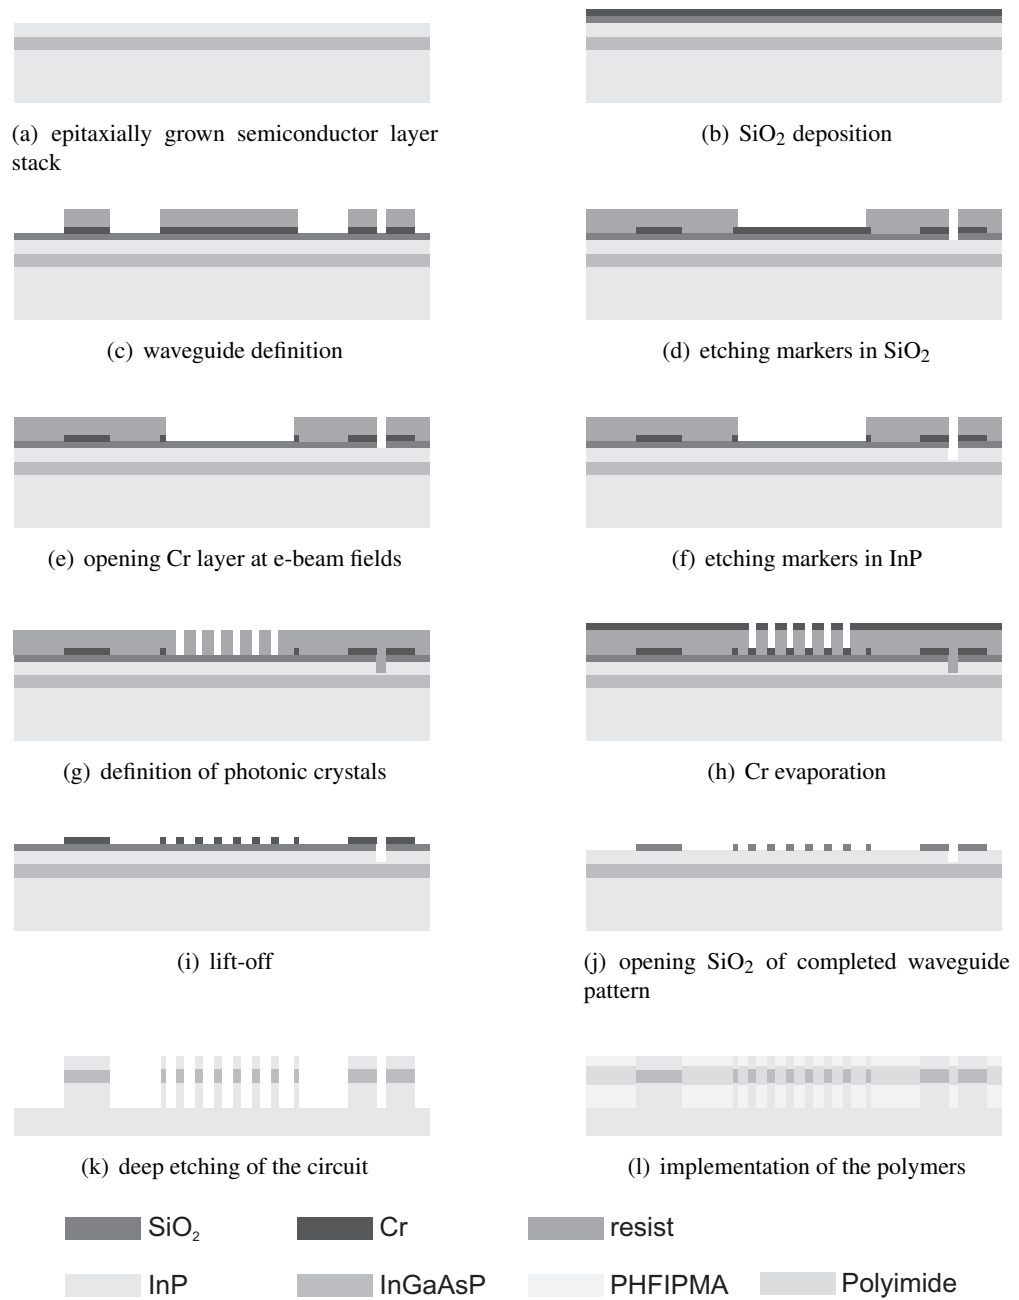 (a) epitaxially grown semiconductor layer
stack
(b) SiO2 deposition
(c) waveguide definition
(d) etching markers in SiO2
(e) opening Cr layer at e-beam fields
(f) etching markers in InP
(g) definition of photonic crystals
(h) Cr evaporation
(i) lift-off
(j) opening SiO2 of completed waveguide
pattern
(k) deep etching of the circuit
(l) implementation of the polymers
SiO2
Cr
resist
InP
InGaAsP
PHFIPMA
Polyimide